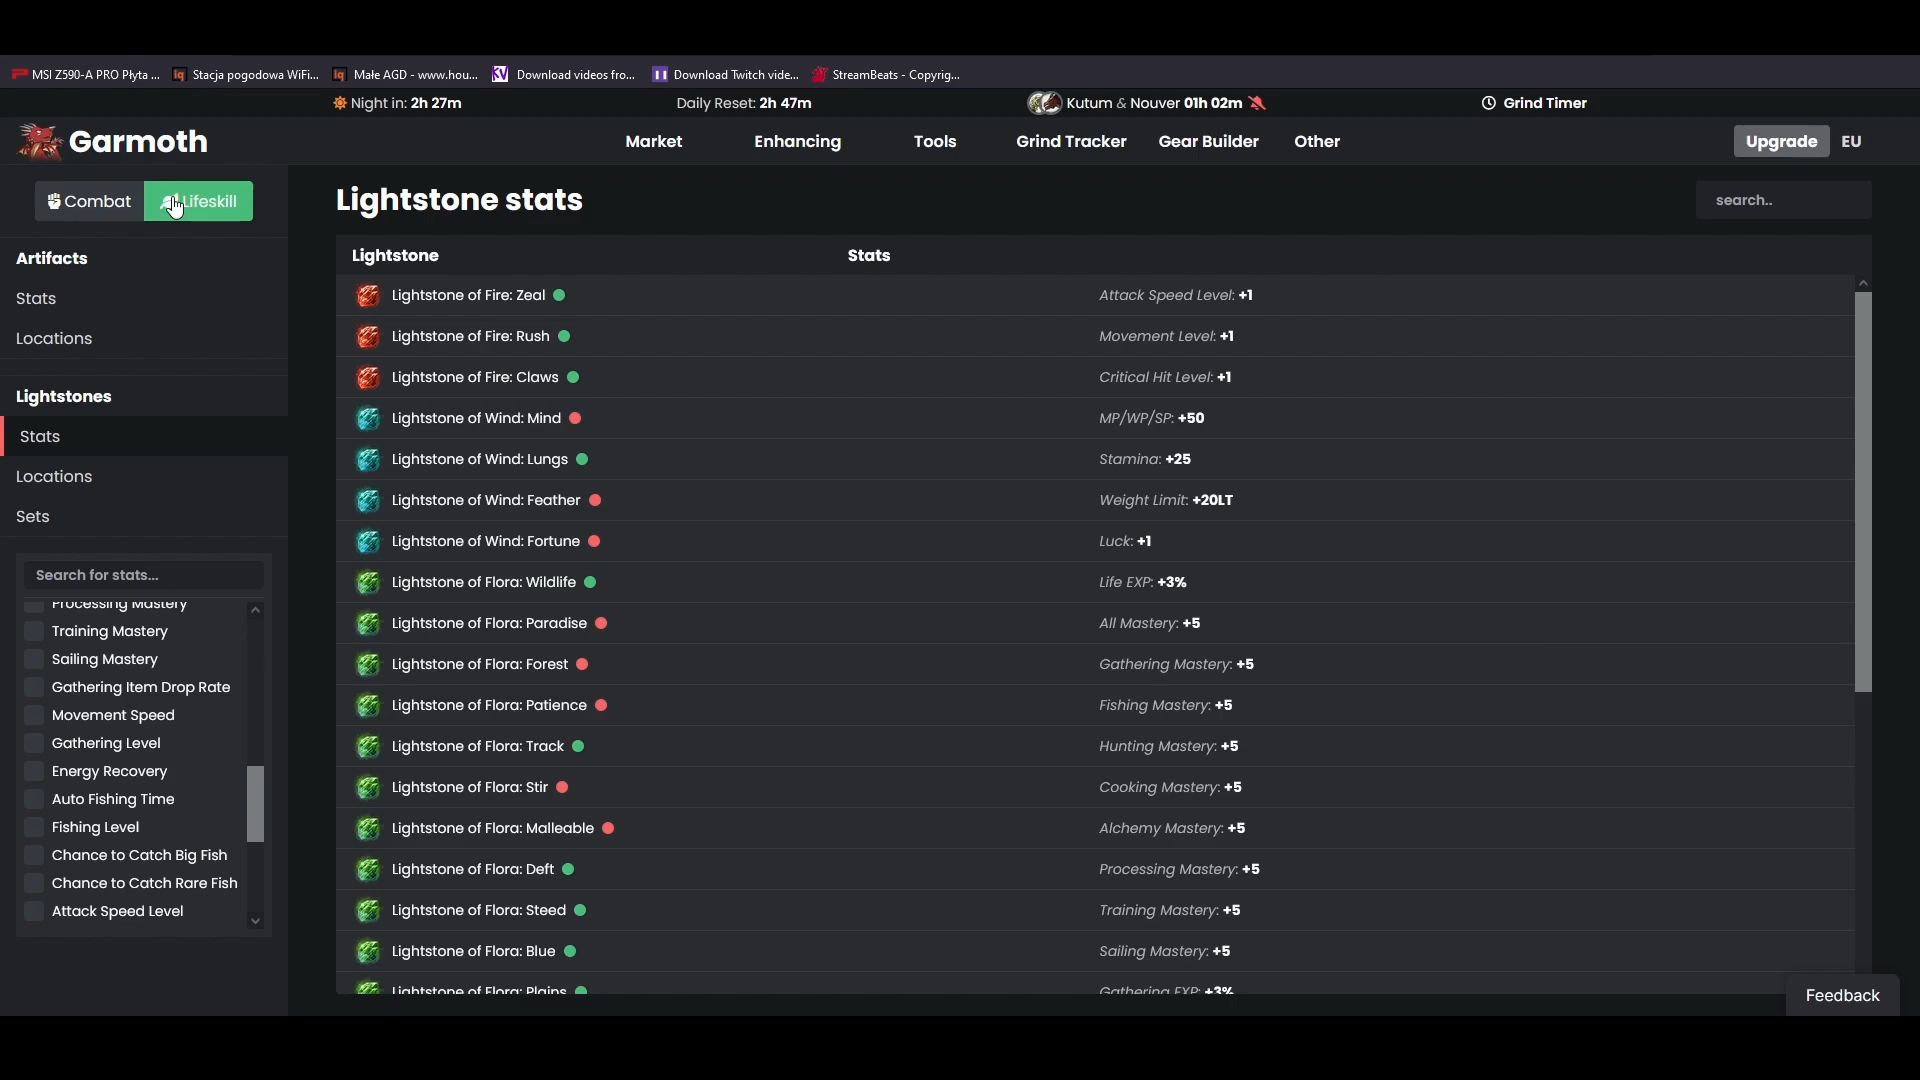 MSI Z590-A PRO Płyta ...
Stacja pogodowa WiFi...
Małe AGD - www.hou...
Download videos fro...
Download Twitch vide...
StreamBeats - Copyrig...
Night in: 2h 27m
Daily Reset: 2h 47m
Kutum & Nouver 01h 02m
Grind Timer
Garmoth
Market
Enhancing
Tools
Grind Tracker
Gear Builder
Other
Upgrade
EU
Combat
Lifeskill
Artifacts
Stats
Locations
Lightstones
Stats
Locations
Sets
Search for stats...
Processing Mastery
Training Mastery
Sailing Mastery
Gathering Item Drop Rate
Movement Speed
Gathering Level
Energy Recovery
Auto Fishing Time
Fishing Level
Chance to Catch Big Fish
Chance to Catch Rare Fish
Attack Speed Level
Lightstone stats
search..
Lightstone Stats
Lightstone of Fire: Zeal Attack Speed Level: +1
Lightstone of Fire: Rush Movement Level: +1
Lightstone of Fire: Claws Critical Hit Level: +1
Lightstone of Wind: Mind MP/WP/SP: +50
Lightstone of Wind: Lungs Stamina: +25
Lightstone of Wind: Feather Weight Limit: +20LT
Lightstone of Wind: Fortune Luck: +1
Lightstone of Flora: Wildlife Life EXP: +3%
Lightstone of Flora: Paradise All Mastery: +5
Lightstone of Flora: Forest Gathering Mastery: +5
Lightstone of Flora: Patience Fishing Mastery: +5
Lightstone of Flora: Track Hunting Mastery: +5
Lightstone of Flora: Stir Cooking Mastery: +5
Lightstone of Flora: Malleable Alchemy Mastery: +5
Lightstone of Flora: Deft Processing Mastery: +5
Lightstone of Flora: Steed Training Mastery: +5
Lightstone of Flora: Blue Sailing Mastery: +5
Lightstone of Flora: Plains Gathering EXP: +3%
Feedback